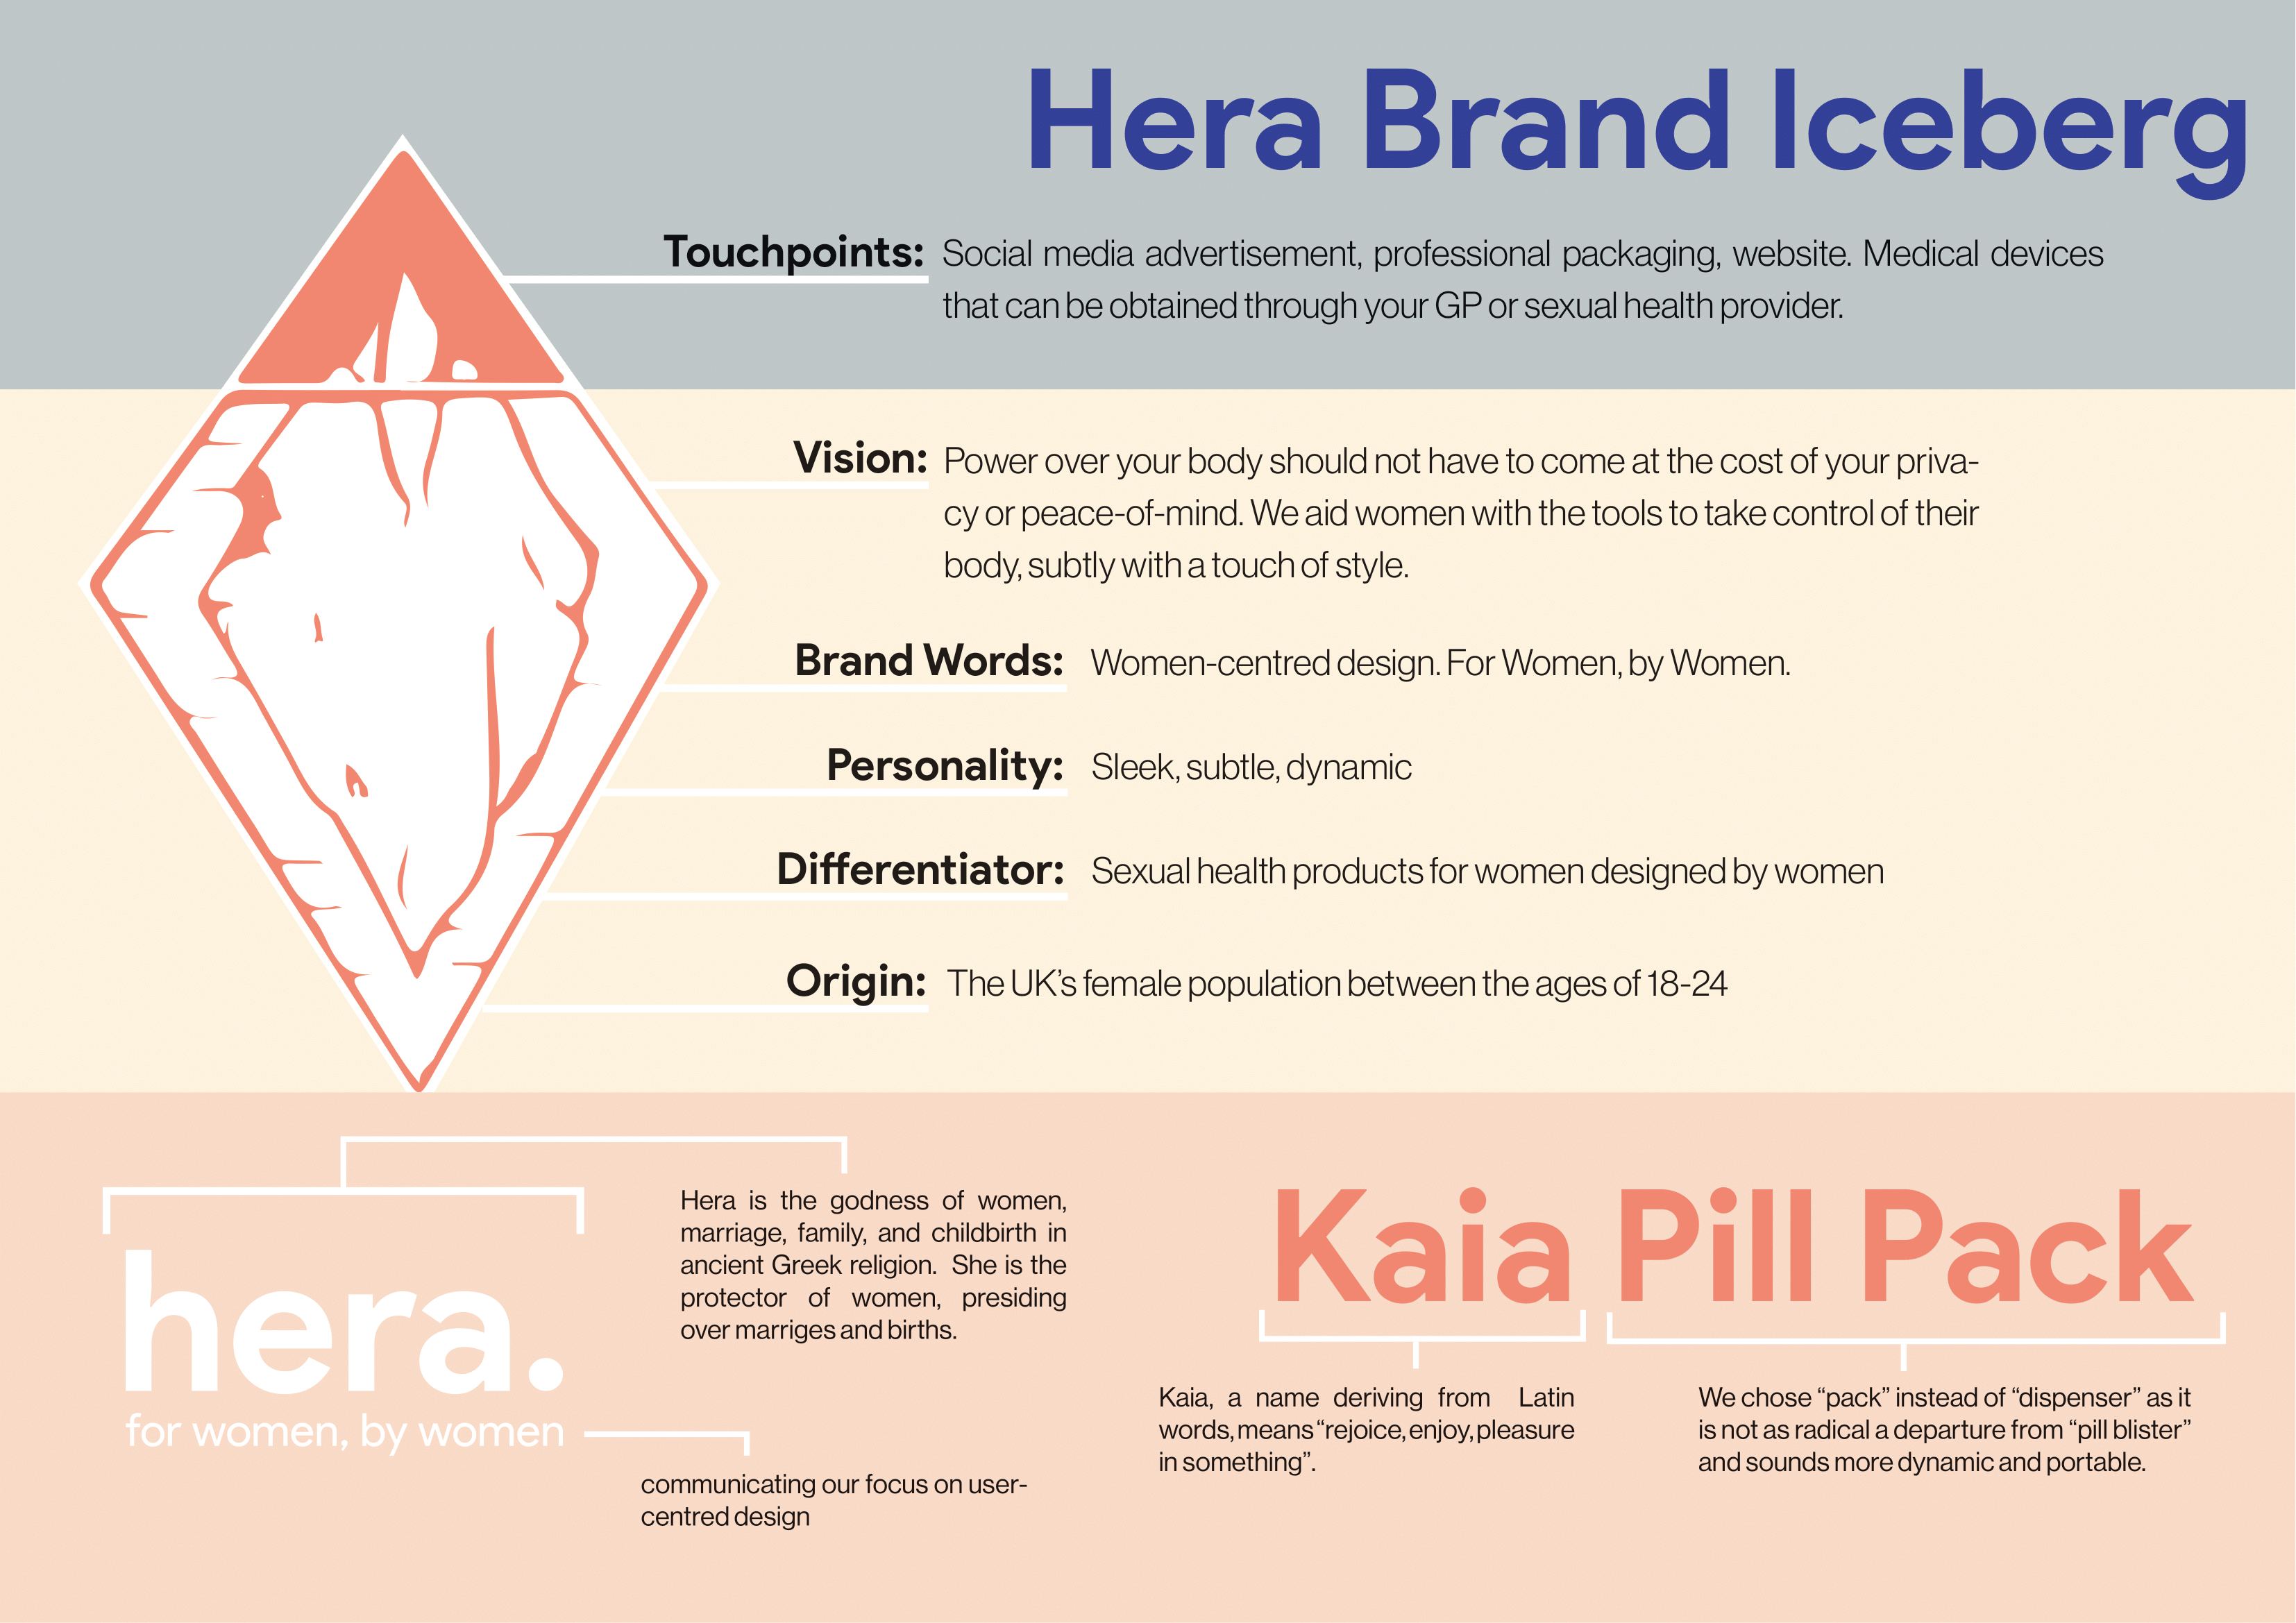 Hera Brand Iceberg
Touchpoints: Social media advertisement, professional packaging, website. Medical devices
that can be obtained through your GP or sexual health provider.
Vision: Power over your body should not have to come at the cost of your priva-
cy or peace-of-mind. We aid women with the tools to take control of their
body, subtly with a touch of style.
Brand Words: Women-centred design. For Women, by Women.
Personality: Sleek, subtle, dynamic
Differentiator: Sexual health products for women designed by women
Origin: The UK’s female population between the ages of 18-24
hera.
for women, by women
Hera is the godness of women,
marriage, family, and childbirth in
ancient Greek religion. She is the
protector of women, presiding
over marriges and births.
communicating our focus on user-
centred design
Kaia Pill Pack
Kaia, a name deriving from Latin
words, means “rejoice, enjoy, pleasure
in something”.
We chose “pack” instead of “dispenser” as it
is not as radical a departure from “pill blister”
and sounds more dynamic and portable.